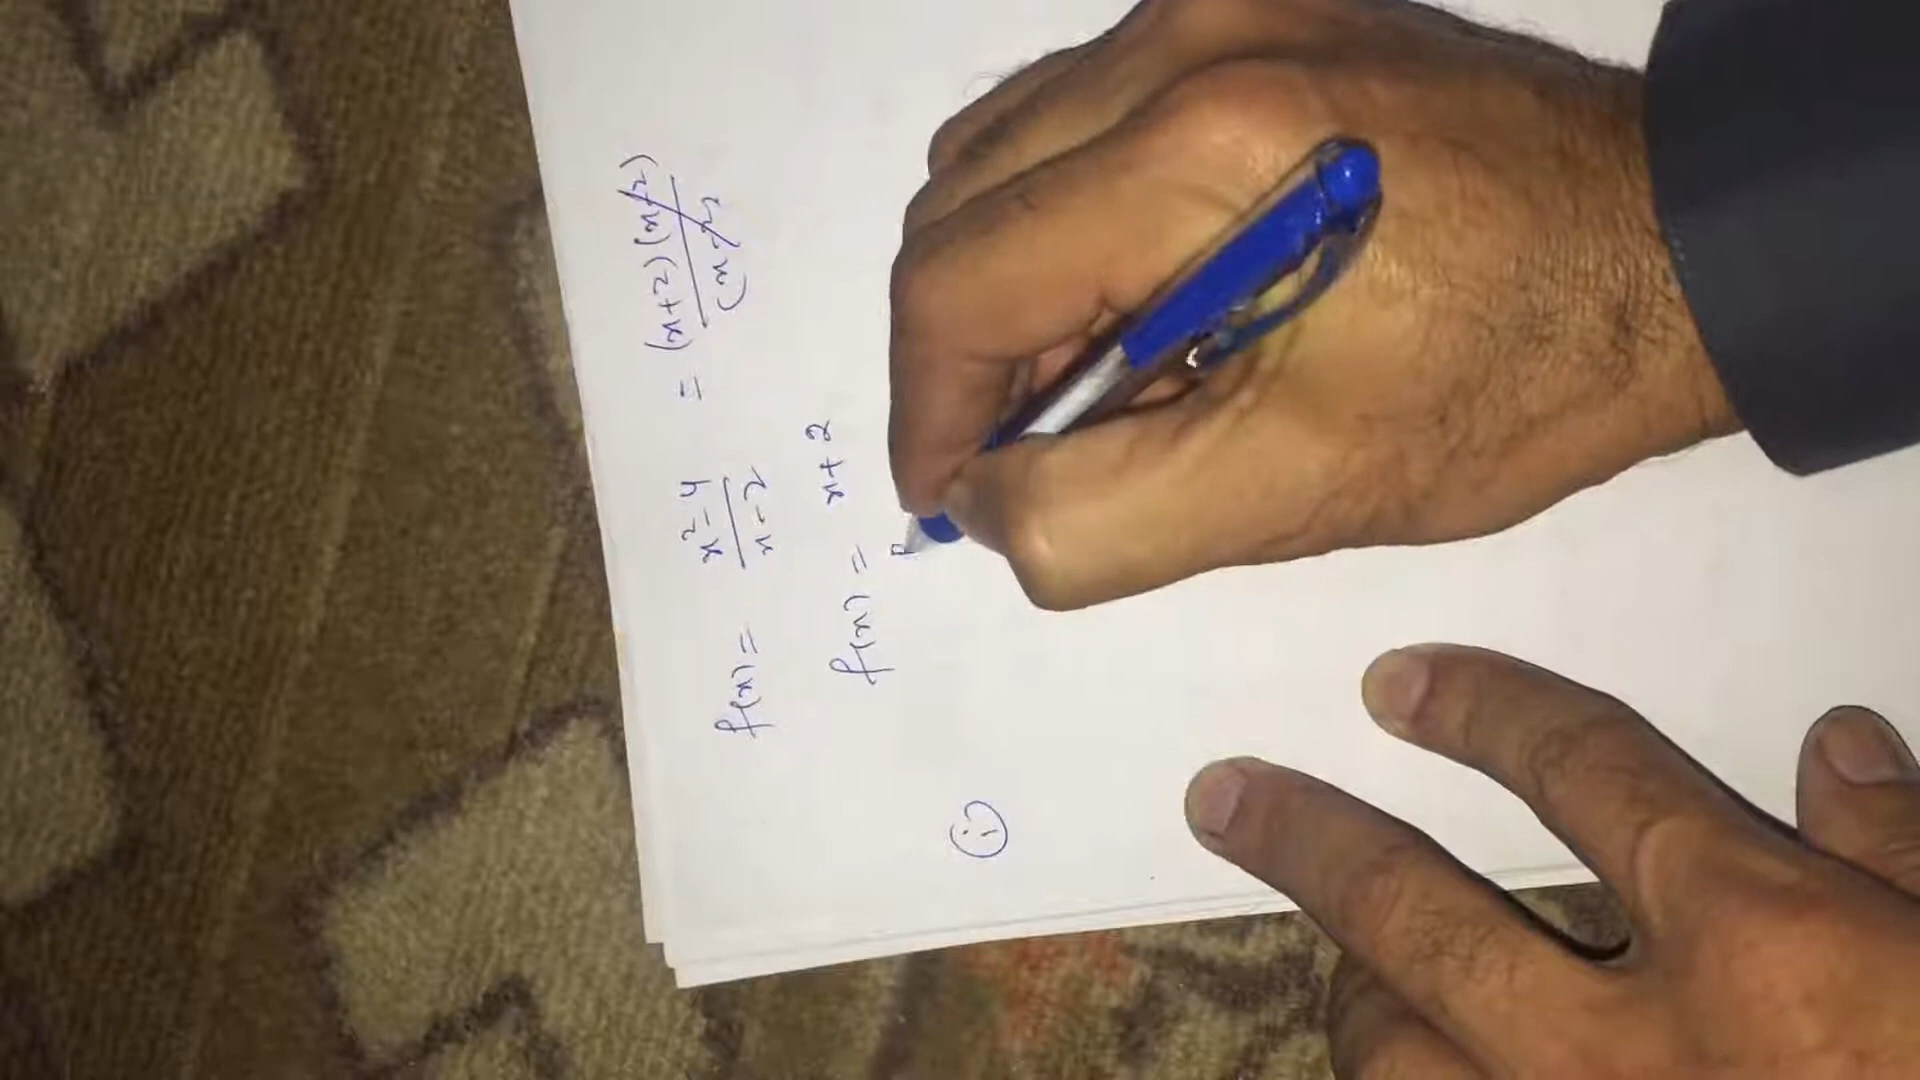 f(x) = x²-4 / x-2 = (x+2)(x-2) / (x-2)
f(x) = x+2
(i)